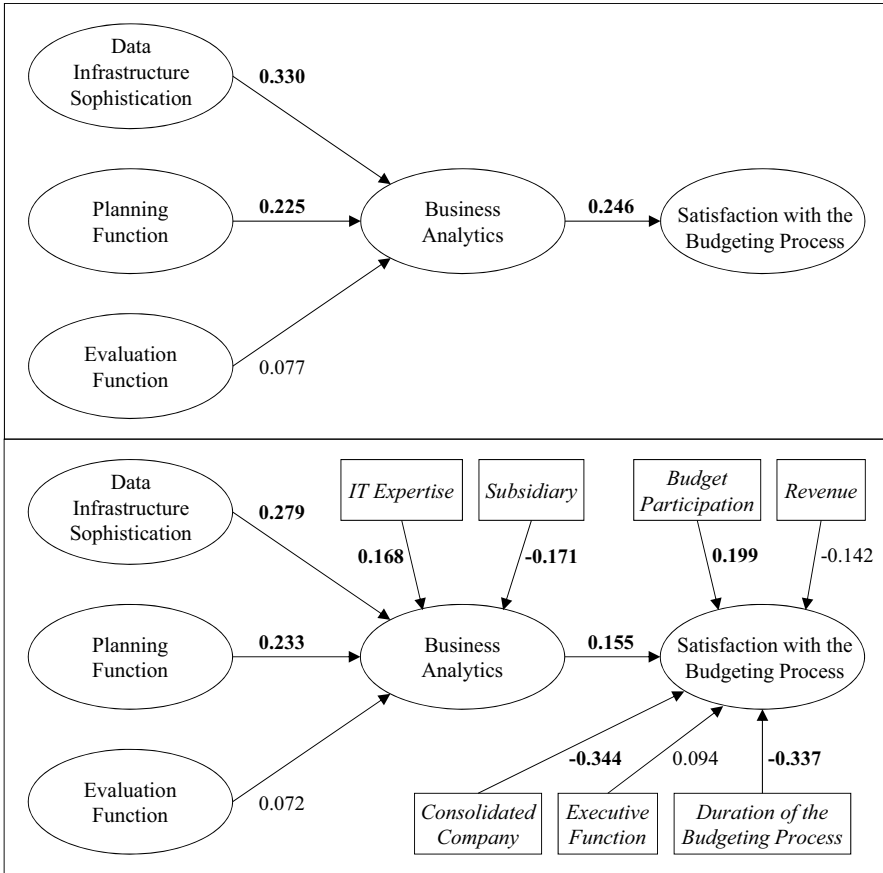 Data
Infrastructure
Sophistication
0.330
Planning
Function
0.225
Business
Analytics
0.246
Satisfaction with the
Budgeting Process
Evaluation
Function
0.077
Data
Infrastructure
Sophistication
0.279
IT Expertise
Subsidiary
Budget
Participation
Revenue
0.168
-0.171
0.199
-0.142
Planning
Function
0.233
Business
Analytics
0.155
Satisfaction with the
Budgeting Process
Evaluation
Function
0.072
-0.344
0.094
-0.337
Consolidated
Company
Executive
Function
Duration of the
Budgeting Process